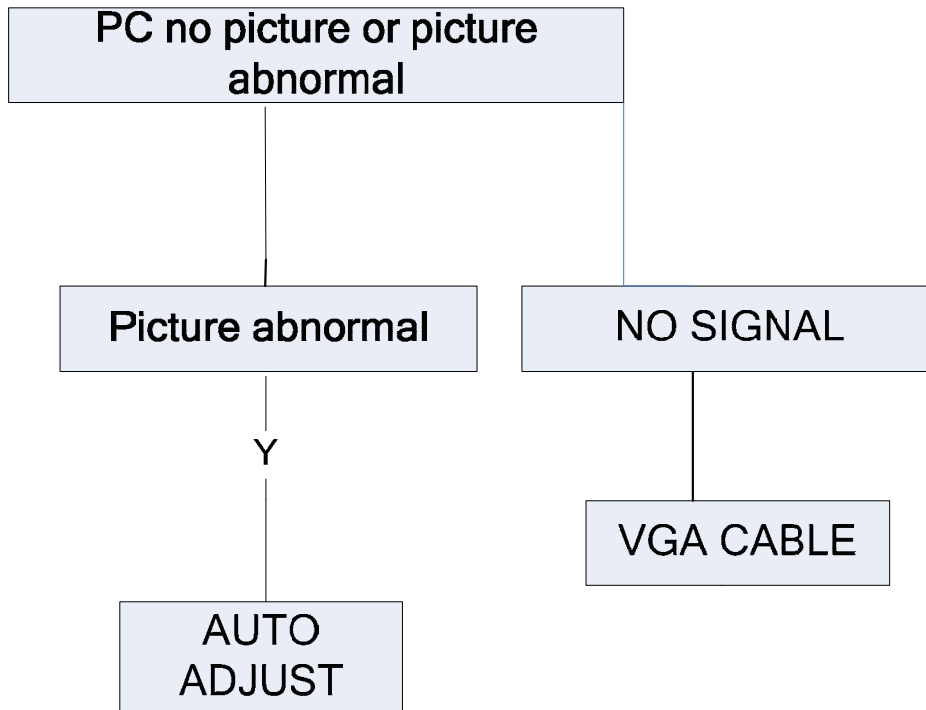 PC no picture or picture
abnormal
Picture abnormal
NO SIGNAL
Y
VGA CABLE
AUTO
ADJUST